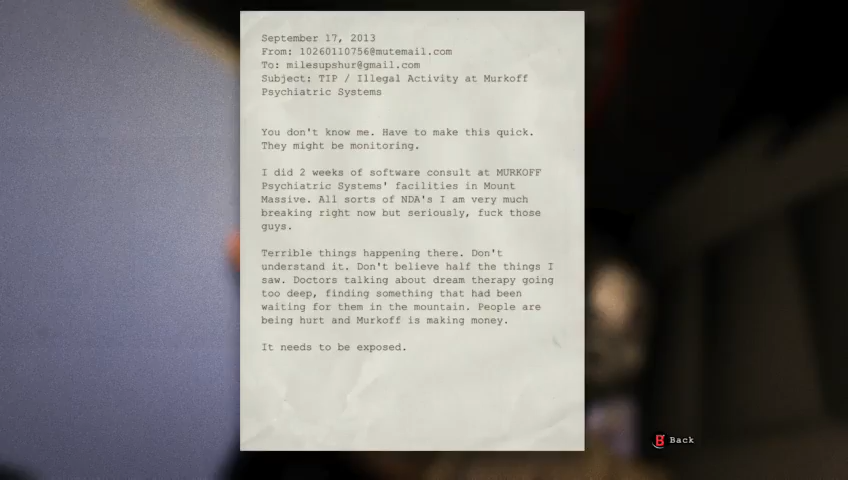 September 17, 2013
From: 10260110756@mutemail.com
To: milesupshur@gmail.com
Subject: TIP / Illegal Activity at Murkoff
Psychiatric Systems
You don't know me. Have to make this quick.
They might be monitoring.
I did 2 weeks of software consult at MURKOFF
Psychiatric Systems' facilities in Mount
Massive. All sorts of NDA's I am very much
breaking right now but seriously, fuck those
guys.
Terrible things happening there. Don't
understand it. Don't believe half the things I
saw. Doctors talking about dream therapy going
too deep, finding something that had been
waiting for them in the mountain. People are
being hurt and Murkoff is making money.
It needs to be exposed.
B Back